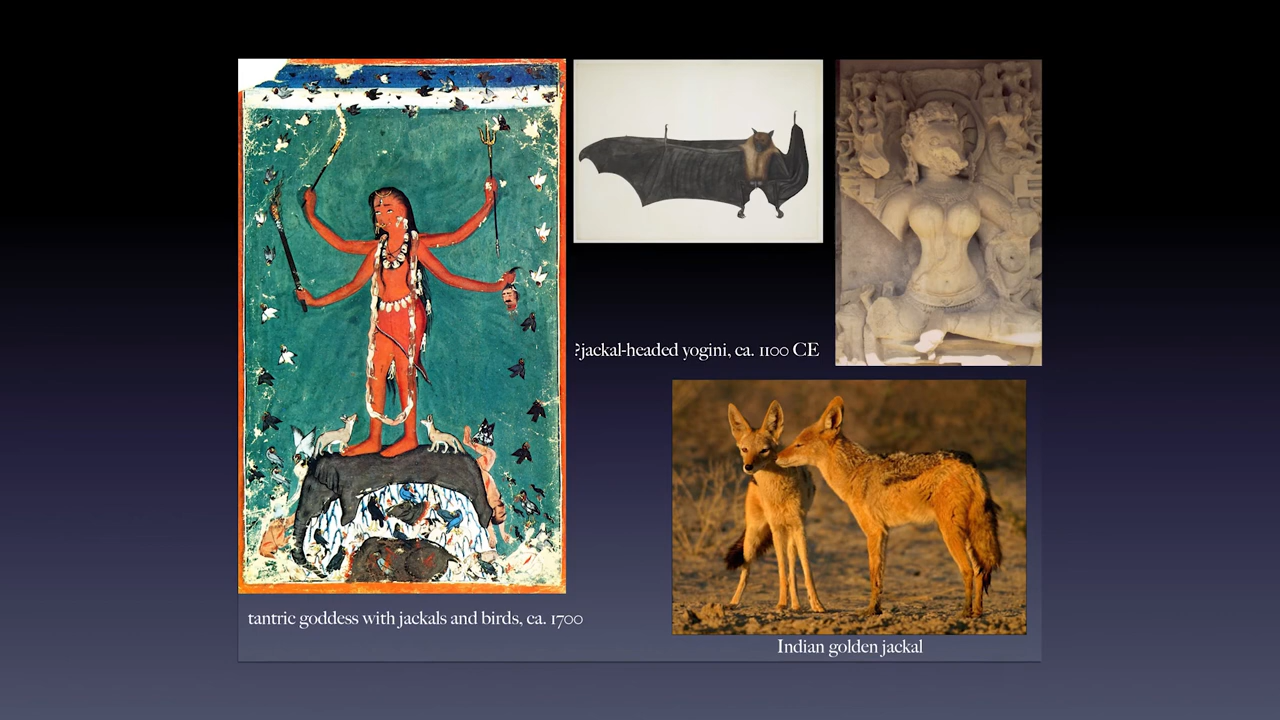 ?jackal-headed yogini, ca. 1100 CE
tantric goddess with jackals and birds, ca. 1700
Indian golden jackal